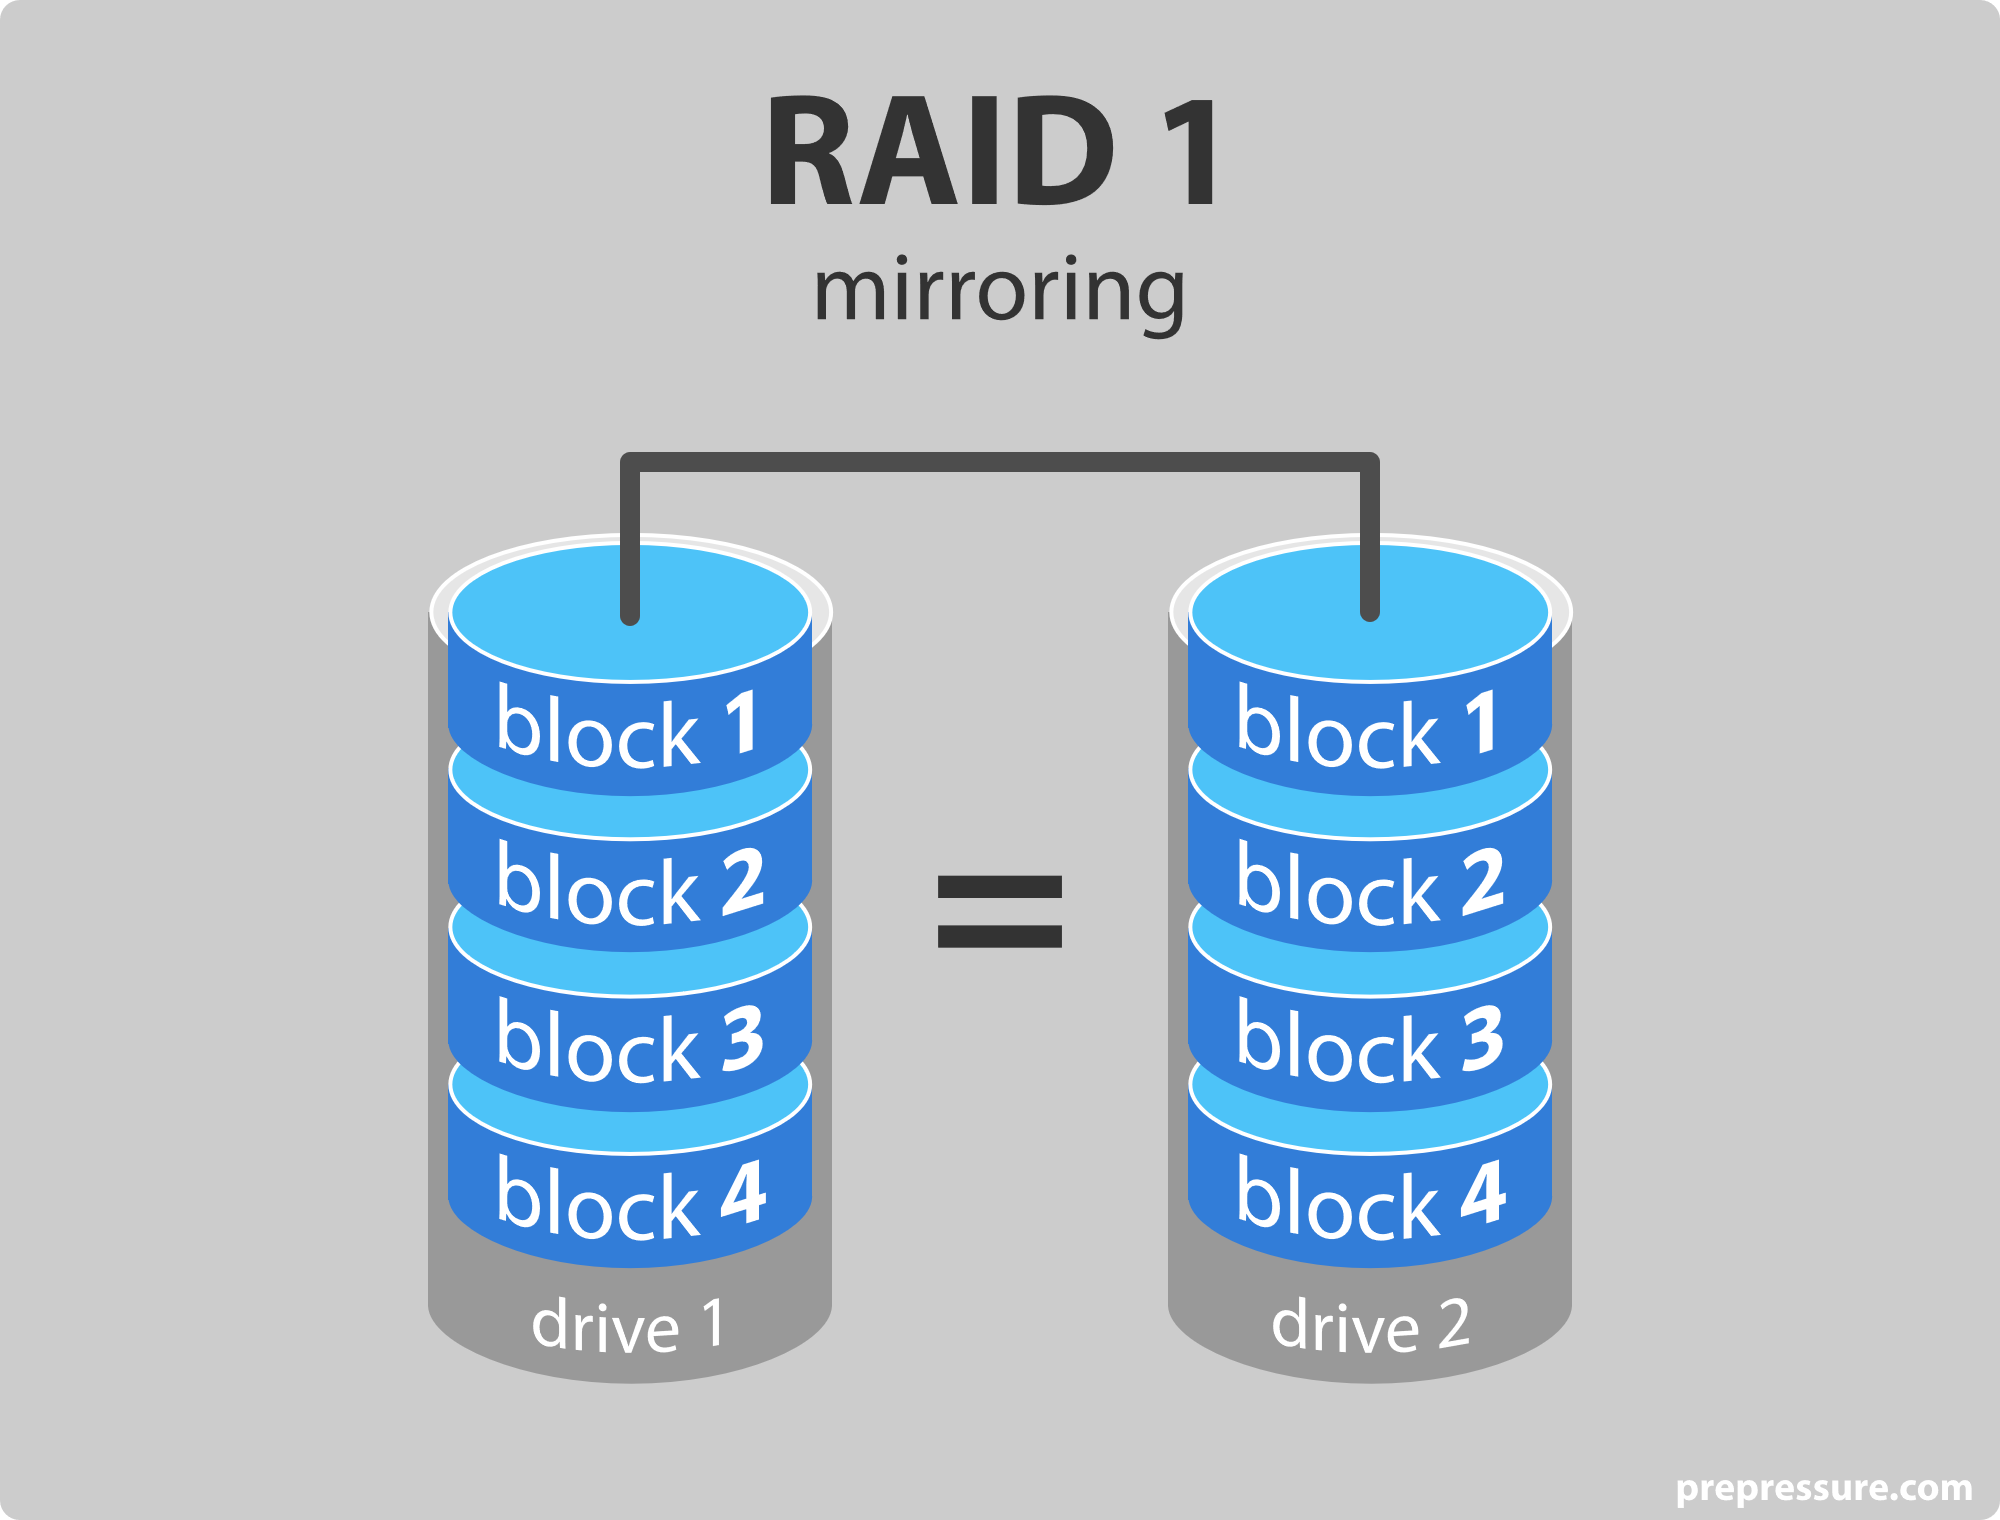 RAID 1
mirroring
block 1
block 2
block 3
block 4
drive 1
=
block 1
block 2
block 3
block 4
drive 2
prepressure.com